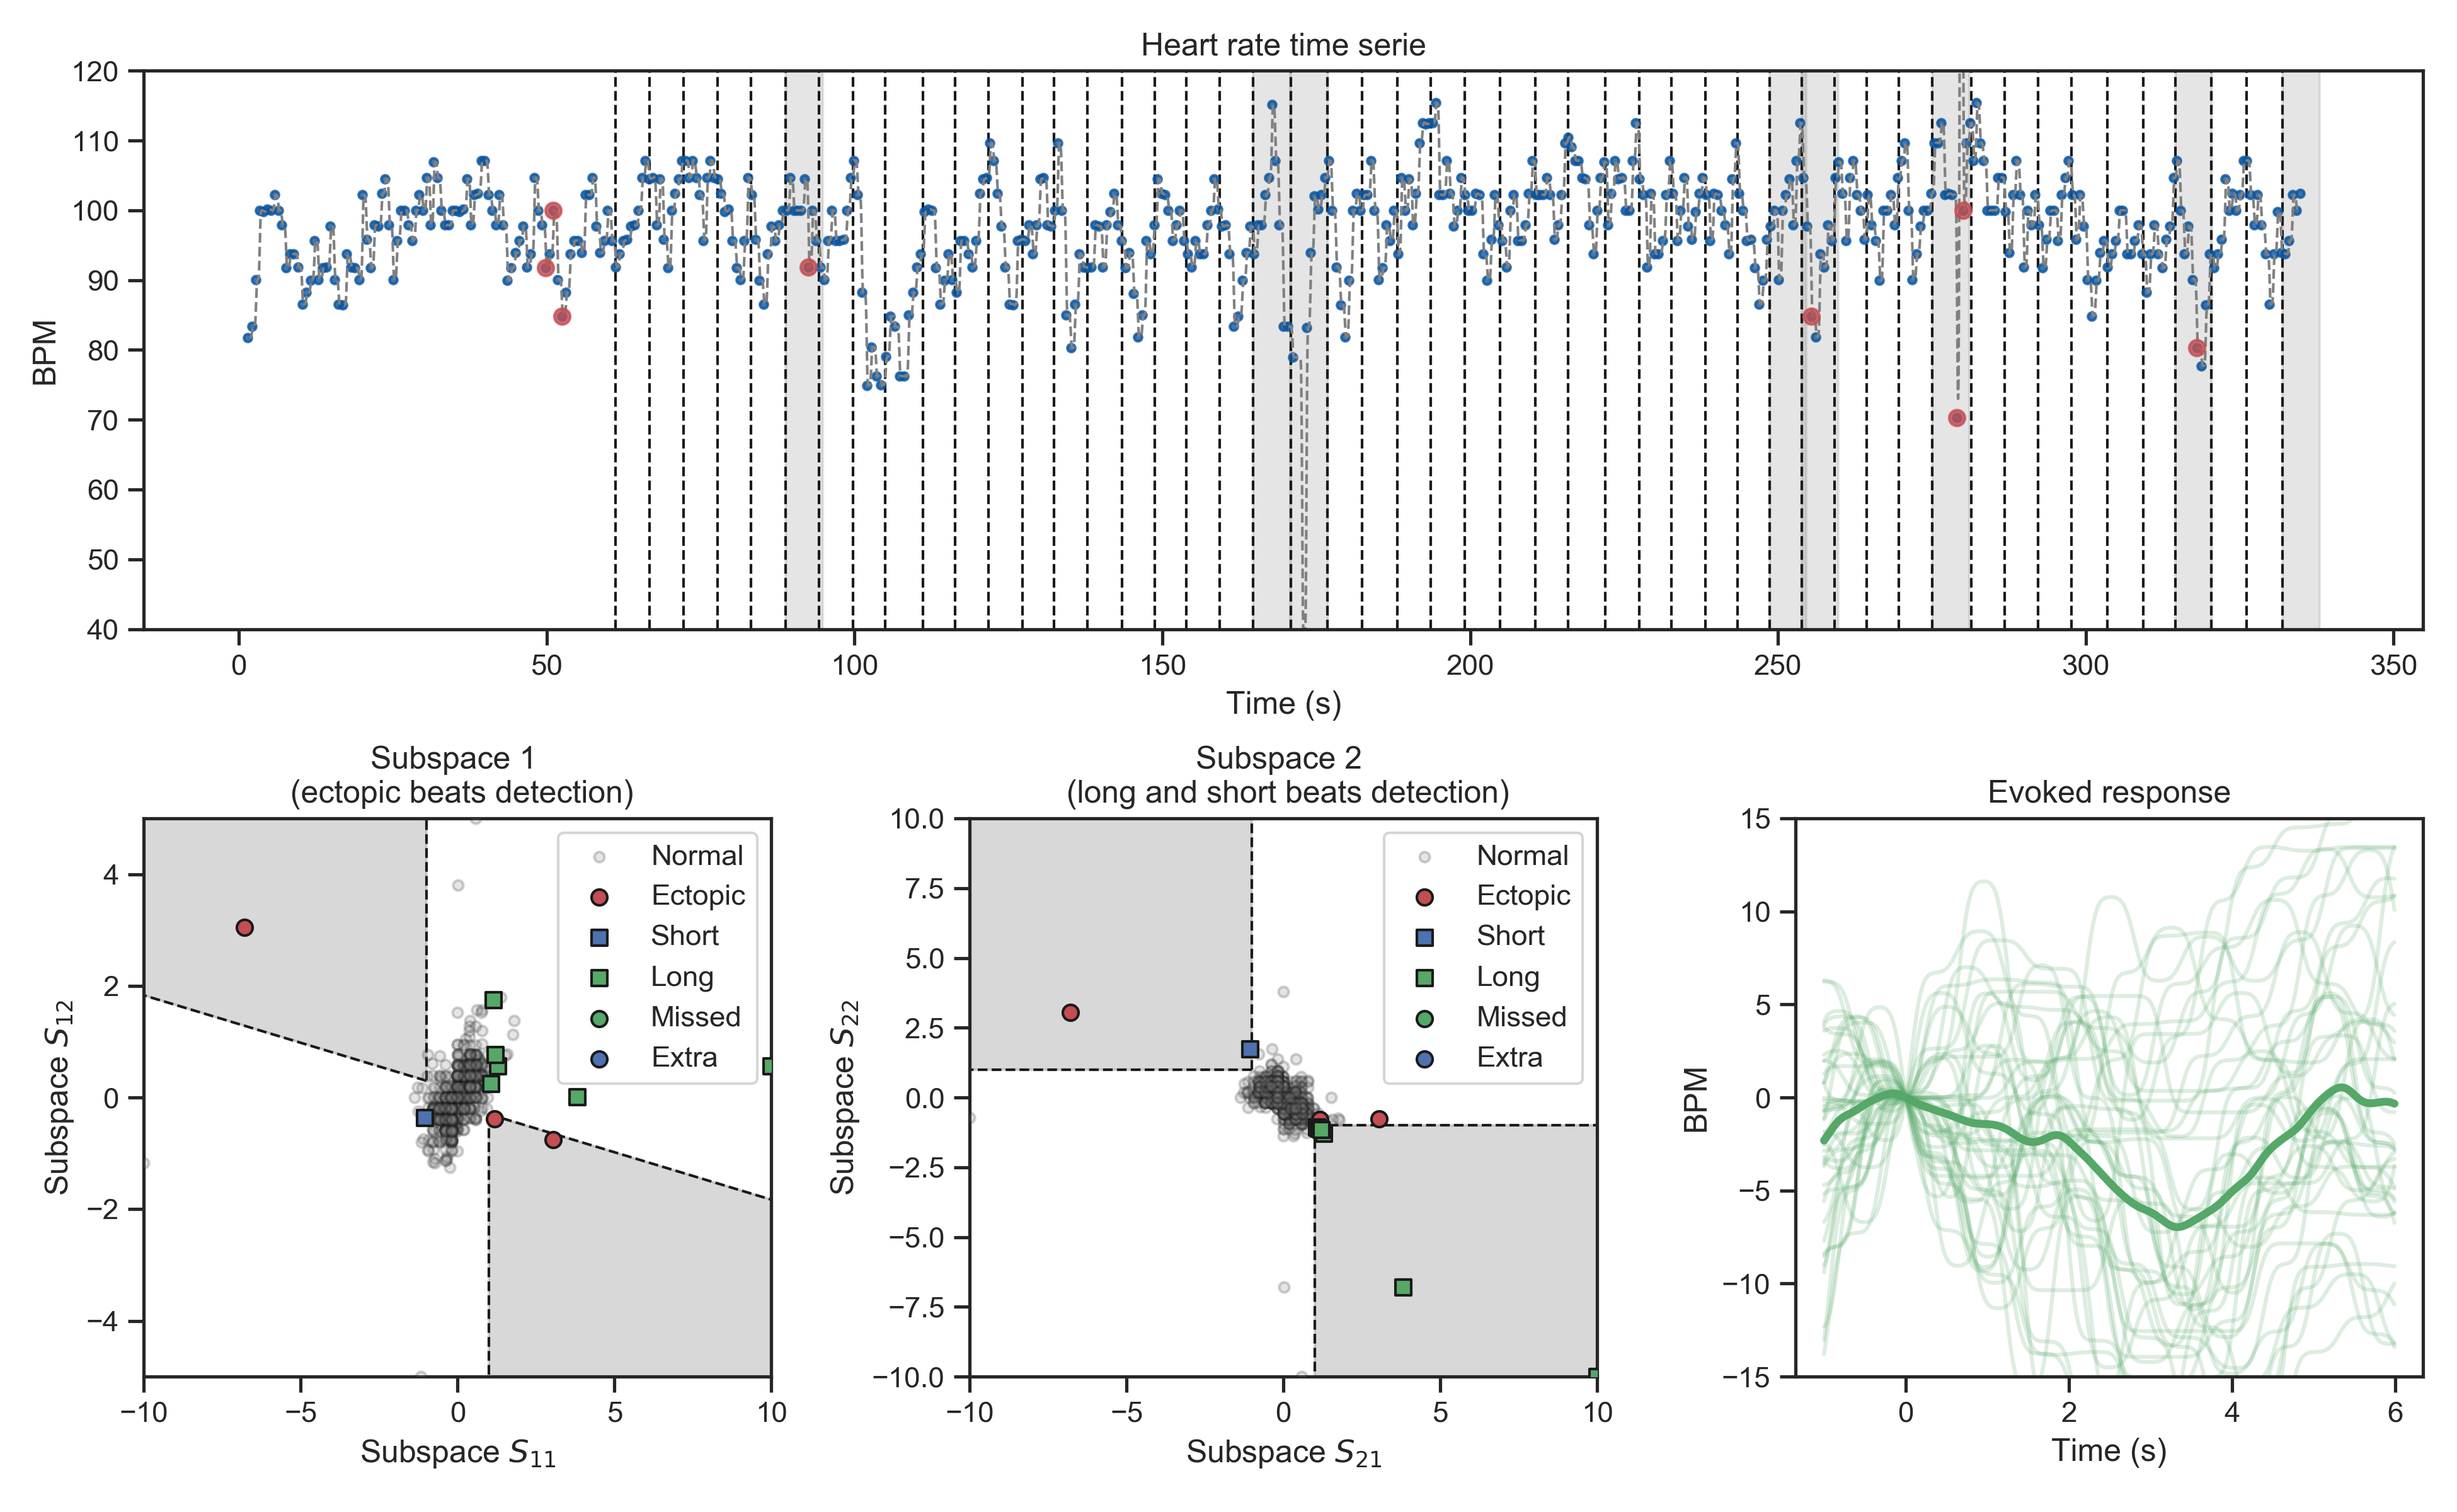 Heart rate time serie
120
110
100
90
80
70
60
50
40
BPM
0 50 100 150 200 250 300 350
Time (s)
Subspace 1
(ectopic beats detection)
4
2
0
−2
−4
Subspace S12
Normal
Ectopic
Short
Long
Missed
Extra
−10 −5 0 5 10
Subspace S11
Subspace 2
(long and short beats detection)
10.0
7.5
5.0
2.5
0.0
−2.5
−5.0
−7.5
−10.0
Subspace S22
Normal
Ectopic
Short
Long
Missed
Extra
−10 −5 0 5 10
Subspace S21
Evoked response
15
10
5
0
−5
−10
−15
BPM
0 2 4 6
Time (s)